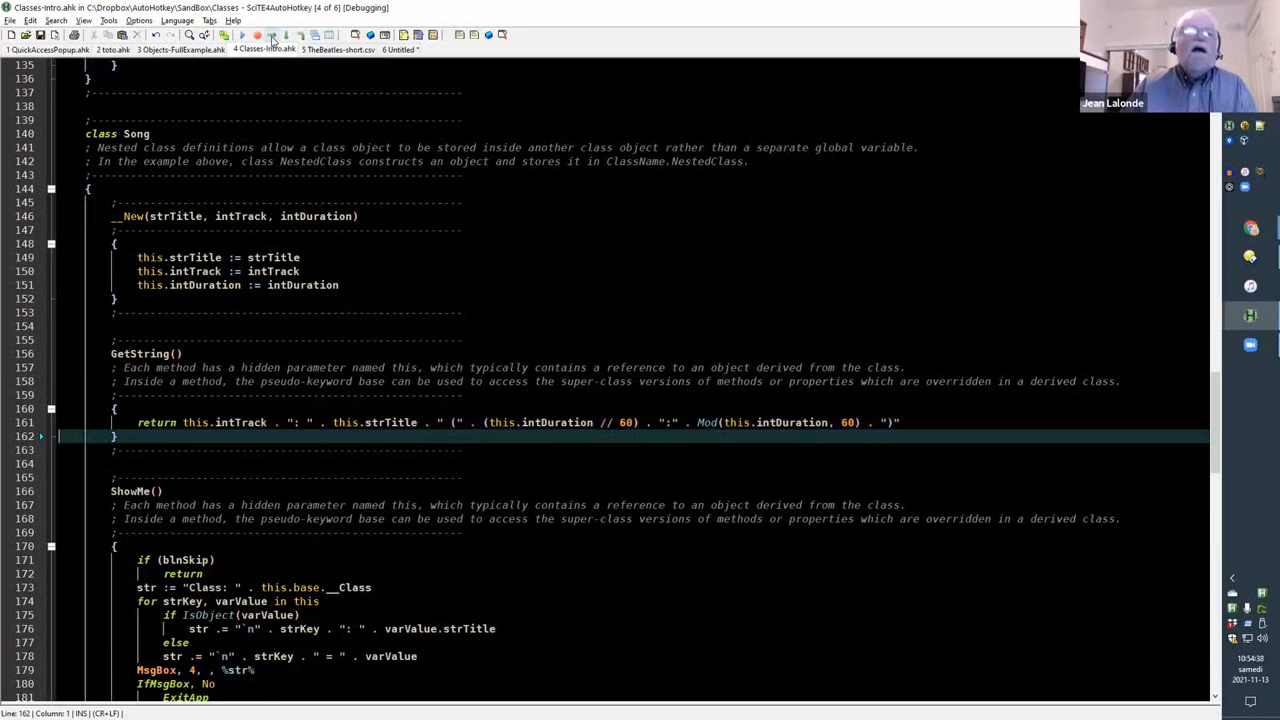 Classes-Intro.ahk in C:\Dropbox\AutoHotkey\SandBox\Classes - SciTE4AutoHotkey [4 of 6] [Debugging]
File Edit Search View Tools Options Language Tabs Help
1 QuickAccessPopup.ahk 2 toto.ahk 3 Objects-FullExample.ahk 4 Classes-Intro.ahk 5 TheBeatles-short.csv 6 Untitled *
Jean Lalonde
135 }
136 }
137 ;---------------------------------------------------------
138
139 ;---------------------------------------------------------
140 class Song
141 ; Nested class definitions allow a class object to be stored inside another class object rather than a separate global variable.
142 ; In the example above, class NestedClass constructs an object and stores it in ClassName.NestedClass.
143 ;---------------------------------------------------------
144 {
145 ;-----------------------------------------------------
146 __New(strTitle, intTrack, intDuration)
147 ;-----------------------------------------------------
148 {
149 this.strTitle := strTitle
150 this.intTrack := intTrack
151 this.intDuration := intDuration
152 }
153 ;-----------------------------------------------------
154
155 ;-----------------------------------------------------
156 GetString()
157 ; Each method has a hidden parameter named this, which typically contains a reference to an object derived from the class.
158 ; Inside a method, the pseudo-keyword base can be used to access the super-class versions of methods or properties which are overridden in a derived class.
159 ;-----------------------------------------------------
160 {
161 return this.intTrack . ": " . this.strTitle . " (" . (this.intDuration // 60) . ":" . Mod(this.intDuration, 60) . ")"
162 }
163 ;-----------------------------------------------------
164
165 ;-----------------------------------------------------
166 ShowMe()
167 ; Each method has a hidden parameter named this, which typically contains a reference to an object derived from the class.
168 ; Inside a method, the pseudo-keyword base can be used to access the super-class versions of methods or properties which are overridden in a derived class.
169 ;-----------------------------------------------------
170 {
171 if (blnSkip)
172 return
173 str := "Class: " . this.base.__Class
174 for strKey, varValue in this
175 if IsObject(varValue)
176 str .= "`n" . strKey . ": " . varValue.strTitle
177 else
178 str .= "`n" . strKey . " = " . varValue
179 MsgBox, 4, , %str%
180 IfMsgBox, No
181 ExitApp
10:54:38
samedi
2021-11-13
Line: 162 | Column: 1 | INS | (CR+LF) |